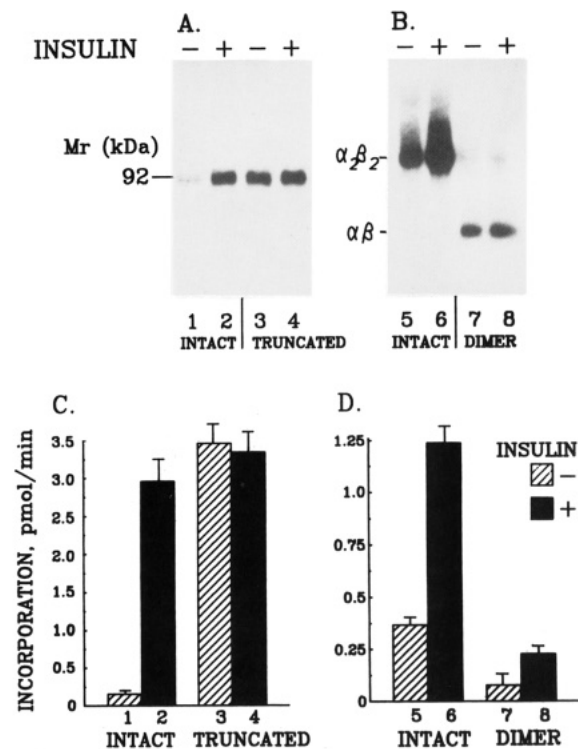 A.
B.
INSULIN − + − + − + − +
Mr (kDa)
92
α₂β₂
αβ
1 2 3 4
INTACT TRUNCATED
5 6 7 8
INTACT DIMER
C.
D.
INCORPORATION, pmol/min
3.5
3.0
2.5
2.0
1.5
1.0
0.5
0
1 2 3 4
INTACT TRUNCATED
1.25
1.0
0.75
0.5
0.25
0
INSULIN
−
+
5 6 7 8
INTACT DIMER